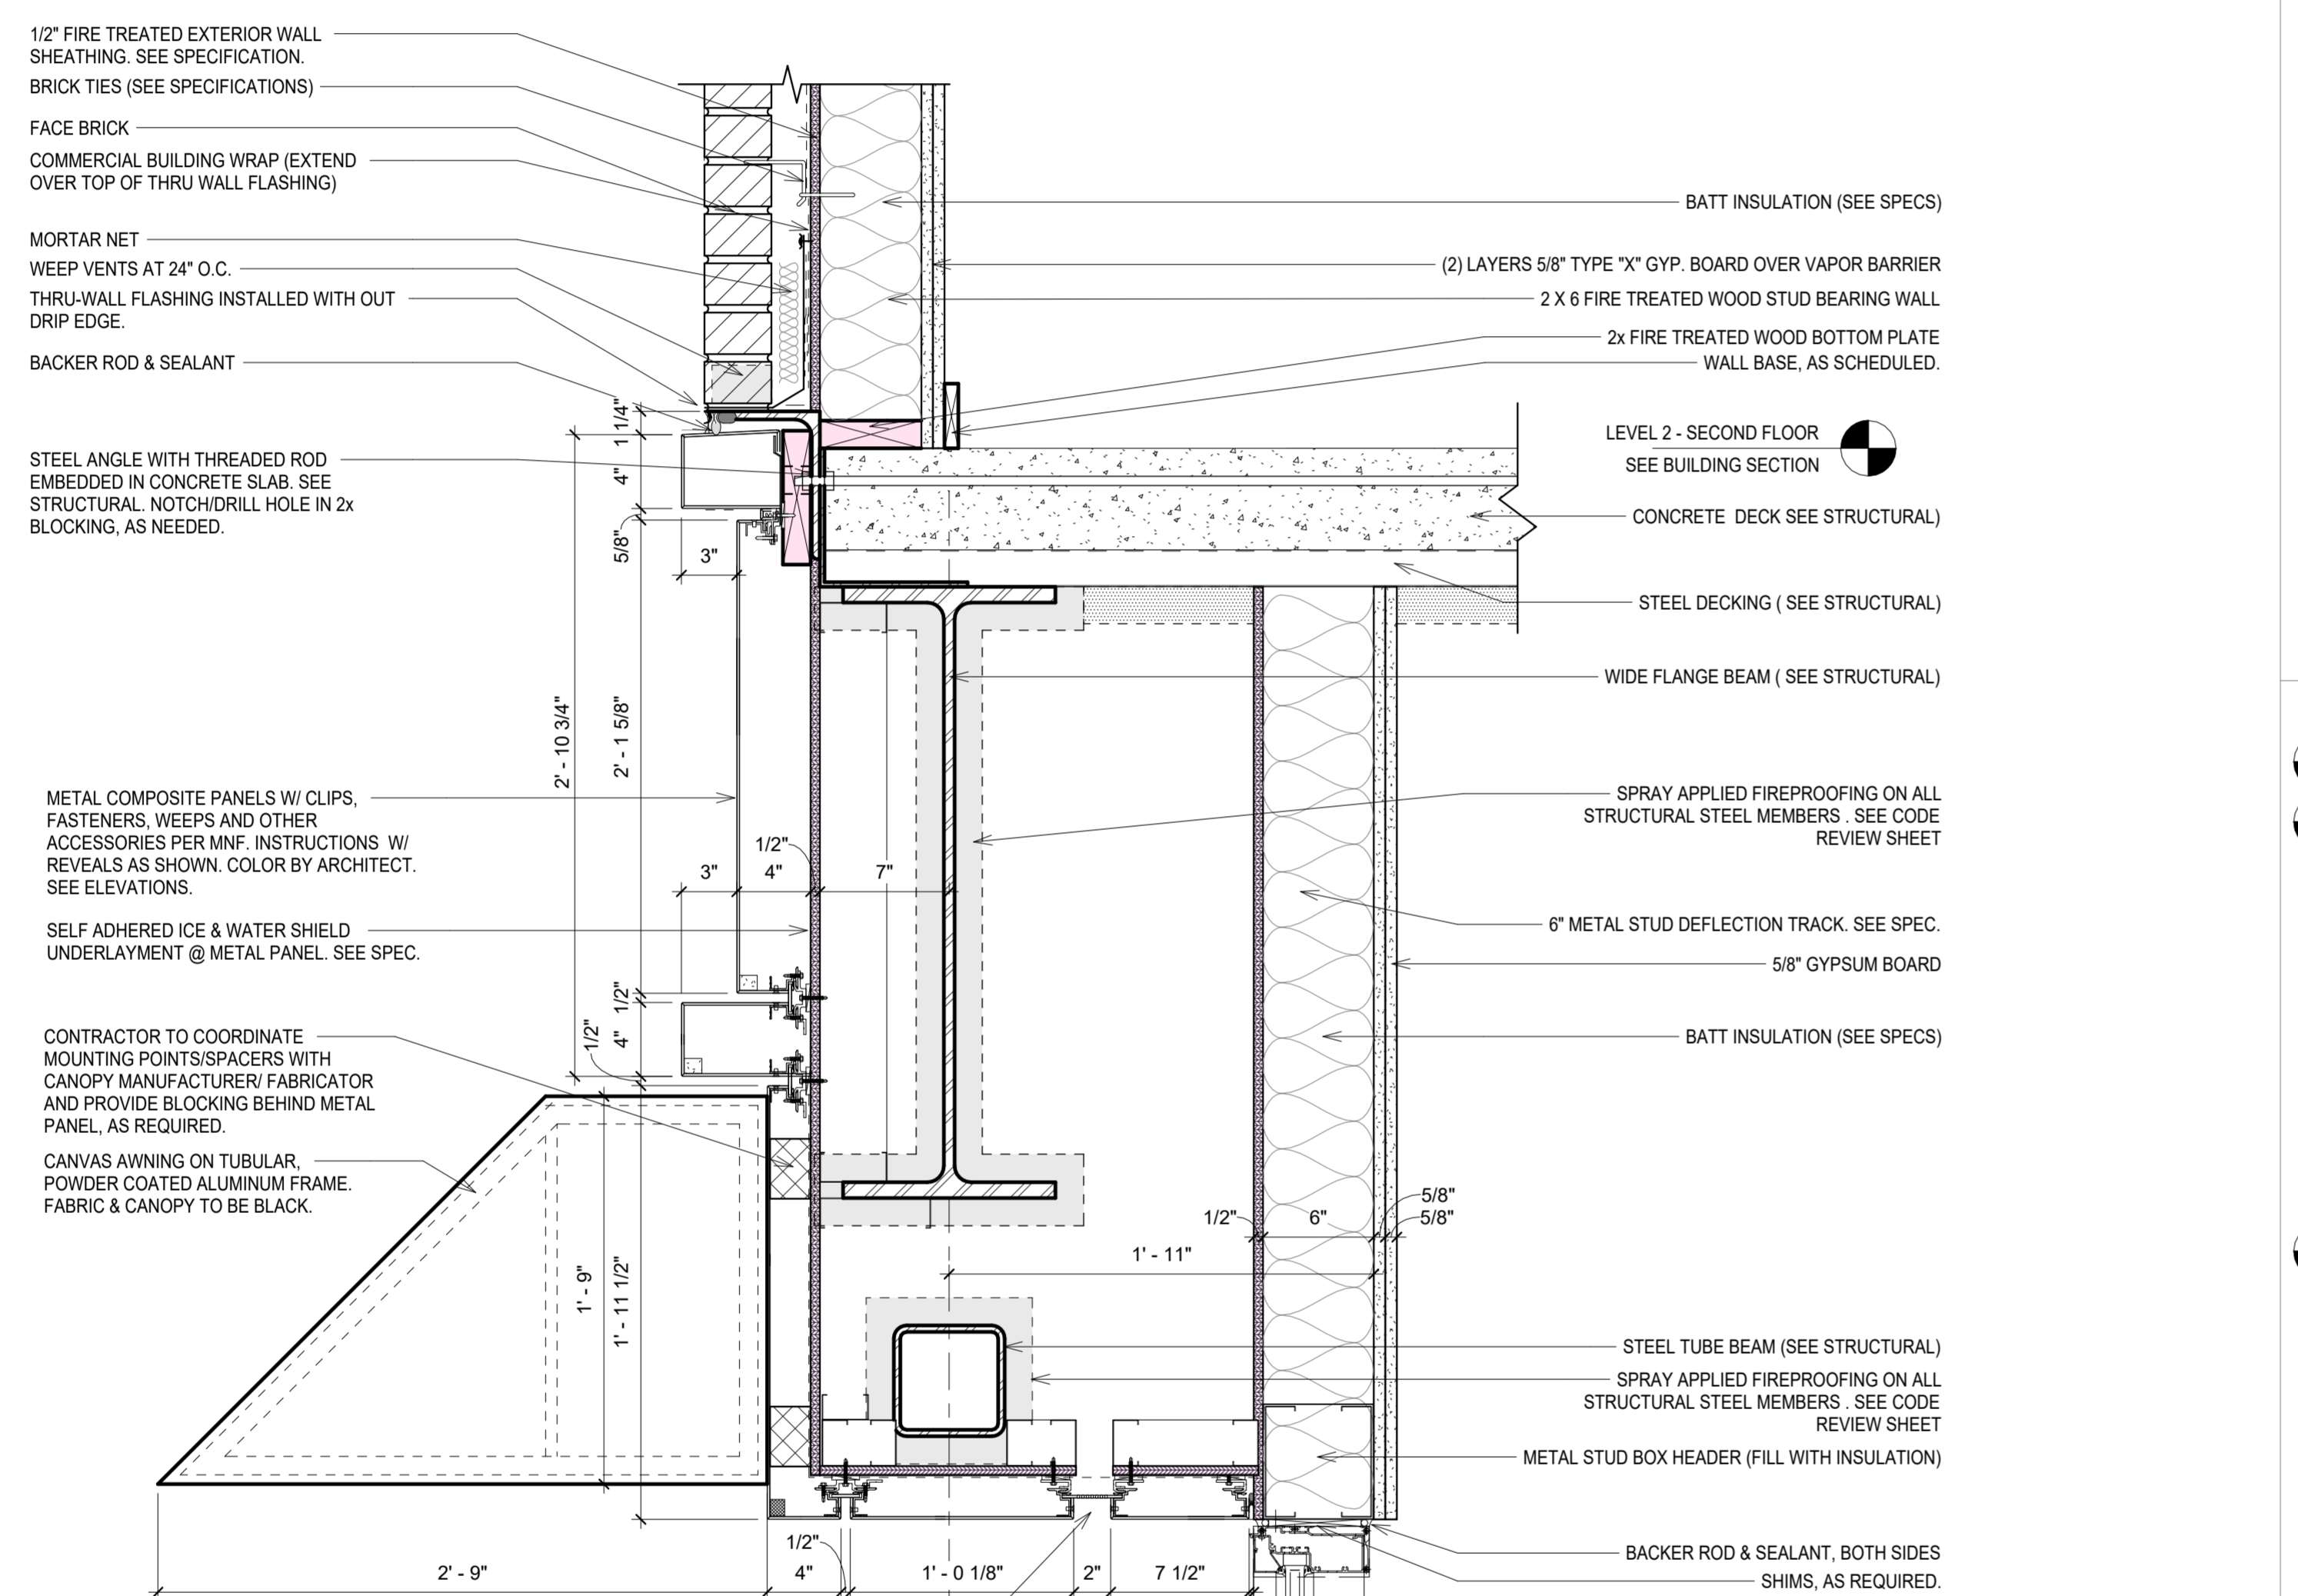 1/2" FIRE TREATED EXTERIOR WALL
SHEATHING. SEE SPECIFICATION.
BRICK TIES (SEE SPECIFICATIONS)
FACE BRICK
COMMERCIAL BUILDING WRAP (EXTEND
OVER TOP OF THRU WALL FLASHING)
MORTAR NET
WEEP VENTS AT 24" O.C.
THRU-WALL FLASHING INSTALLED WITH OUT
DRIP EDGE.
BACKER ROD & SEALANT
STEEL ANGLE WITH THREADED ROD
EMBEDDED IN CONCRETE SLAB. SEE
STRUCTURAL. NOTCH/DRILL HOLE IN 2x
BLOCKING, AS NEEDED.
METAL COMPOSITE PANELS W/ CLIPS,
FASTENERS, WEEPS AND OTHER
ACCESSORIES PER MNF. INSTRUCTIONS W/
REVEALS AS SHOWN. COLOR BY ARCHITECT.
SEE ELEVATIONS.
SELF ADHERED ICE & WATER SHIELD
UNDERLAYMENT @ METAL PANEL. SEE SPEC.
CONTRACTOR TO COORDINATE
MOUNTING POINTS/SPACERS WITH
CANOPY MANUFACTURER/ FABRICATOR
AND PROVIDE BLOCKING BEHIND METAL
PANEL, AS REQUIRED.
CANVAS AWNING ON TUBULAR,
POWDER COATED ALUMINUM FRAME.
FABRIC & CANOPY TO BE BLACK.
1 1/4"
4"
5/8"
3"
2' - 10 3/4"
2' - 1 5/8"
1/2"
3"
4"
7"
1/2"
4"
1/2"
1' - 9"
1' - 11 1/2"
1/2"
6"
5/8"
5/8"
1' - 11"
1/2"
2' - 9"
4"
1' - 0 1/8"
2"
7 1/2"
BATT INSULATION (SEE SPECS)
(2) LAYERS 5/8" TYPE "X" GYP. BOARD OVER VAPOR BARRIER
2 X 6 FIRE TREATED WOOD STUD BEARING WALL
2x FIRE TREATED WOOD BOTTOM PLATE
WALL BASE, AS SCHEDULED.
LEVEL 2 - SECOND FLOOR
SEE BUILDING SECTION
CONCRETE DECK SEE STRUCTURAL)
STEEL DECKING ( SEE STRUCTURAL)
WIDE FLANGE BEAM ( SEE STRUCTURAL)
SPRAY APPLIED FIREPROOFING ON ALL
STRUCTURAL STEEL MEMBERS . SEE CODE
REVIEW SHEET
6" METAL STUD DEFLECTION TRACK. SEE SPEC.
5/8" GYPSUM BOARD
BATT INSULATION (SEE SPECS)
STEEL TUBE BEAM (SEE STRUCTURAL)
SPRAY APPLIED FIREPROOFING ON ALL
STRUCTURAL STEEL MEMBERS . SEE CODE
REVIEW SHEET
METAL STUD BOX HEADER (FILL WITH INSULATION)
BACKER ROD & SEALANT, BOTH SIDES
SHIMS, AS REQUIRED.